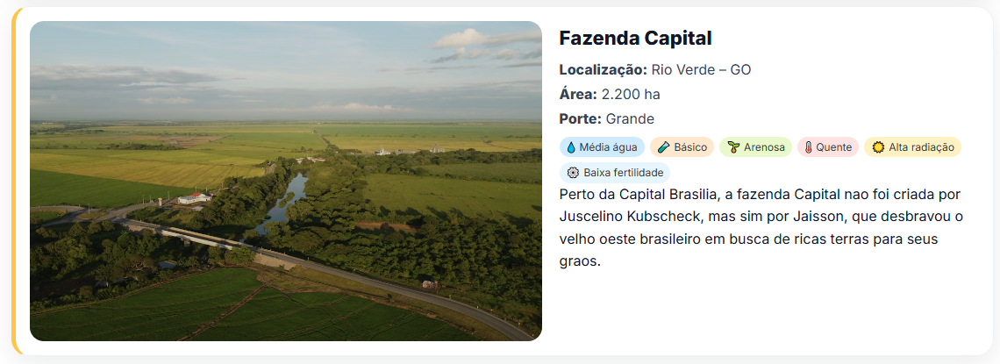 Fazenda Capital
Localização: Rio Verde – GO
Área: 2.200 ha
Porte: Grande
Média água Básico Arenosa Quente Alta radiação
Baixa fertilidade
Perto da Capital Brasilia, a fazenda Capital nao foi criada por
Juscelino Kubscheck, mas sim por Jaisson, que desbravou o
velho oeste brasileiro em busca de ricas terras para seus
graos.